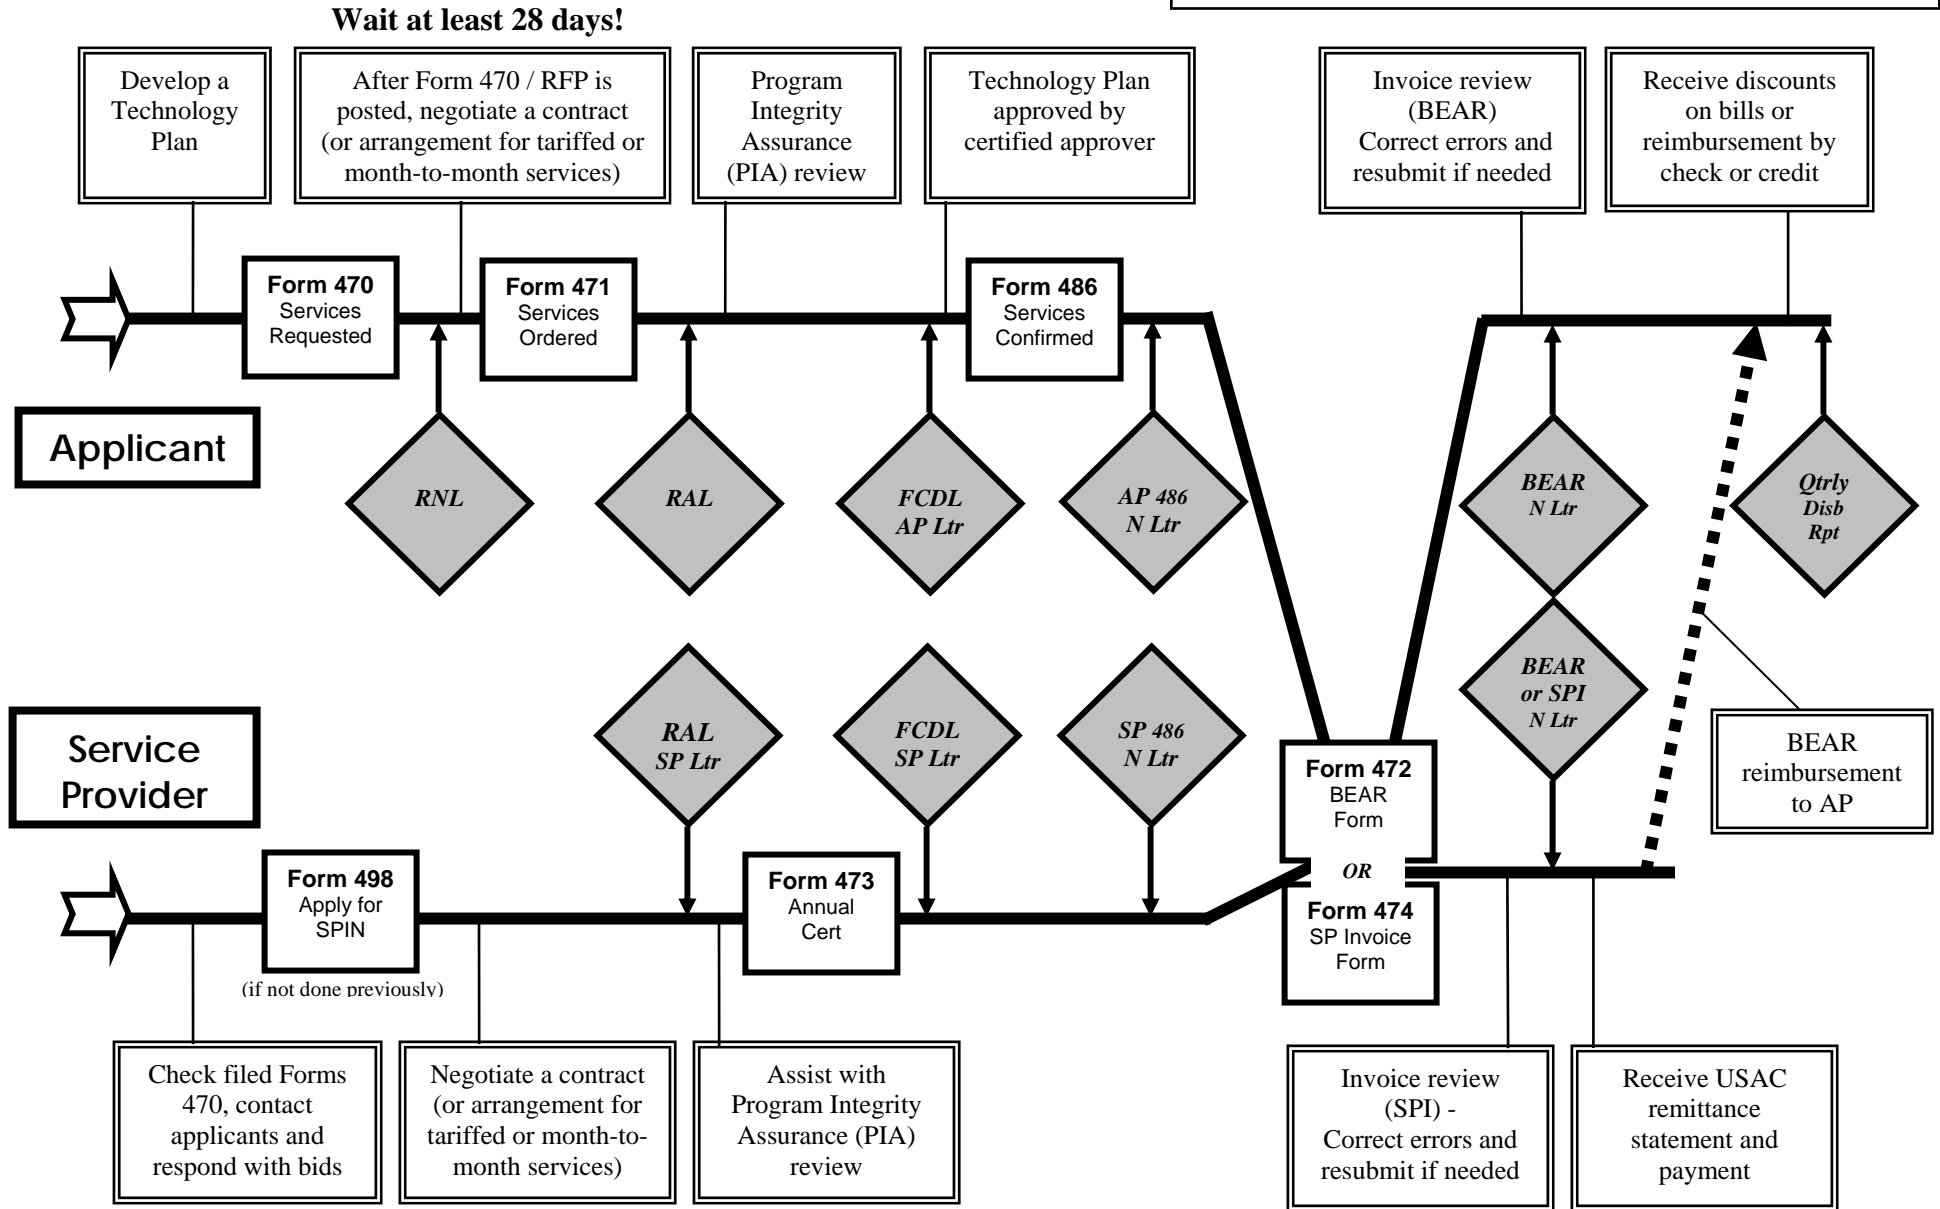 Wait at least 28 days!
Develop a
Technology
Plan
After Form 470 / RFP is
posted, negotiate a contract
(or arrangement for tariffed or
month-to-month services)
Program
Integrity
Assurance
(PIA) review
Technology Plan
approved by
certified approver
Invoice review
(BEAR)
Correct errors and
resubmit if needed
Receive discounts
on bills or
reimbursement by
check or credit
Form 470
Services
Requested
Form 471
Services
Ordered
Form 486
Services
Confirmed
Applicant
RNL
RAL
FCDL
AP Ltr
AP 486
N Ltr
BEAR
N Ltr
Qtrly
Disb
Rpt
Service
Provider
RAL
SP Ltr
FCDL
SP Ltr
SP 486
N Ltr
BEAR
or SPI
N Ltr
BEAR
reimbursement
to AP
Form 472
BEAR
Form
OR
Form 474
SP Invoice
Form
Form 498
Apply for
SPIN
(if not done previously)
Form 473
Annual
Cert
Check filed Forms
470, contact
applicants and
respond with bids
Negotiate a contract
(or arrangement for
tariffed or month-to-
month services)
Assist with
Program Integrity
Assurance (PIA)
review
Invoice review
(SPI) -
Correct errors and
resubmit if needed
Receive USAC
remittance
statement and
payment